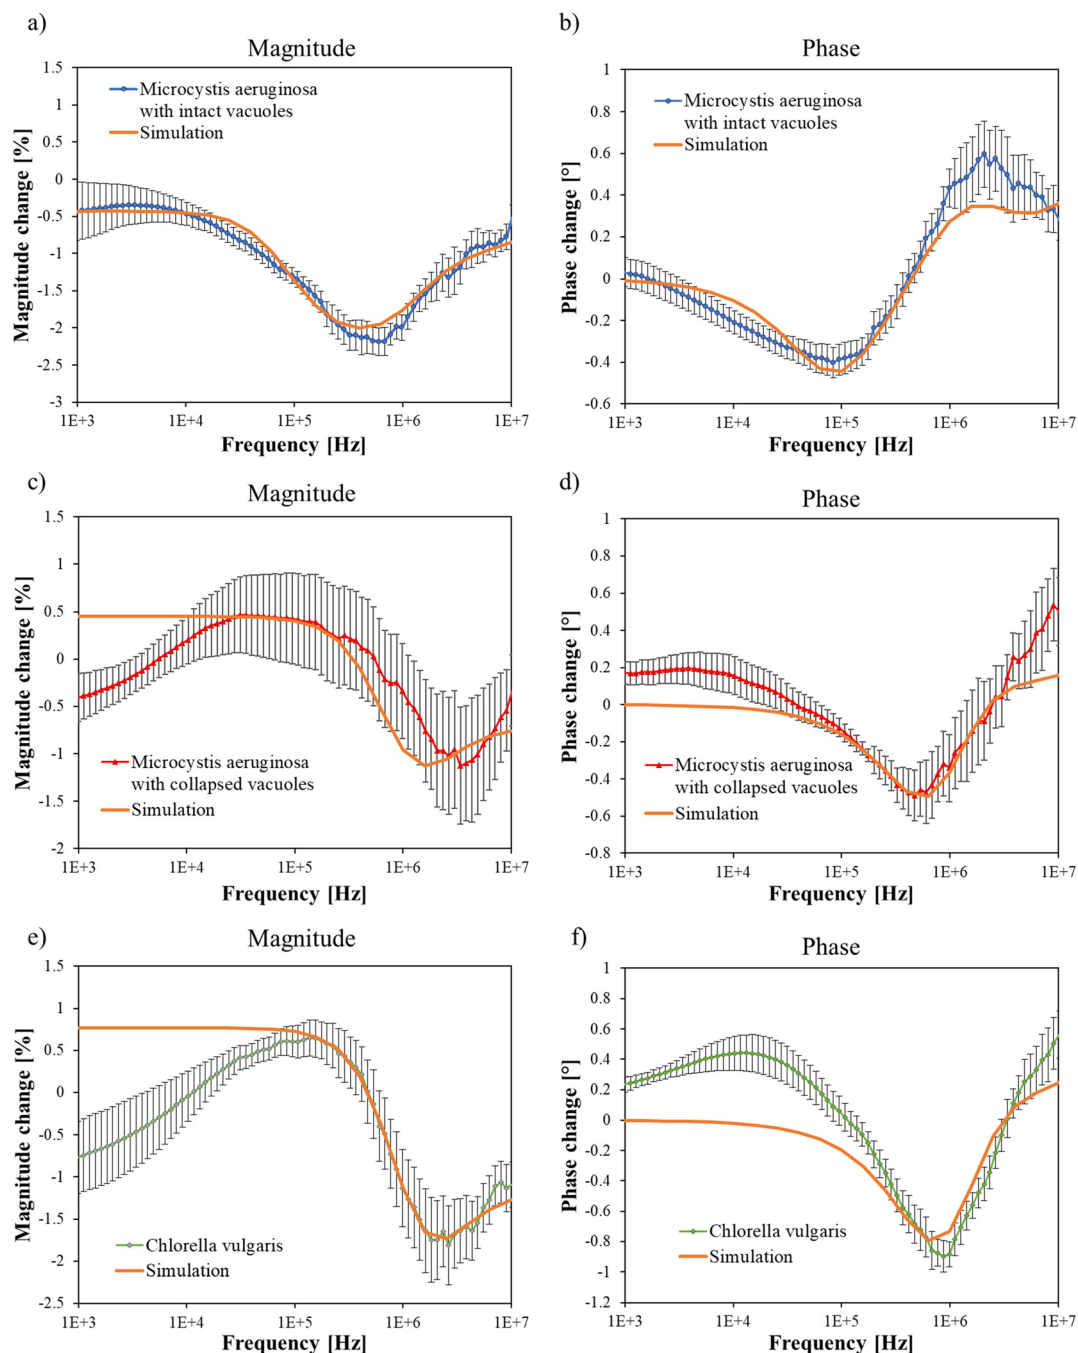 a)
Magnitude
Magnitude change [%]
1.5
1
0.5
0
-0.5
-1
-1.5
-2
-2.5
-3
Microcystis aeruginosa
with intact vacuoles
Simulation
1E+3 1E+4 1E+5 1E+6 1E+7
Frequency [Hz]
b)
Phase
Phase change [°]
1
0.8
0.6
0.4
0.2
0
-0.2
-0.4
-0.6
Microcystis aeruginosa
with intact vacuoles
Simulation
1E+3 1E+4 1E+5 1E+6 1E+7
Frequency [Hz]
c)
Magnitude
Magnitude change [%]
1.5
1
0.5
0
-0.5
-1
-1.5
-2
Microcystis aeruginosa
with collapsed vacuoles
Simulation
1E+3 1E+4 1E+5 1E+6 1E+7
Frequency [Hz]
d)
Phase
Phase change [°]
1
0.8
0.6
0.4
0.2
0
-0.2
-0.4
-0.6
-0.8
Microcystis aeruginosa
with collapsed vacuoles
Simulation
1E+3 1E+4 1E+5 1E+6 1E+7
Frequency [Hz]
e)
Magnitude
Magnitude change [%]
1.5
1
0.5
0
-0.5
-1
-1.5
-2
-2.5
Chlorella vulgaris
Simulation
1E+3 1E+4 1E+5 1E+6 1E+7
Frequency [Hz]
f)
Phase
Phase change [°]
1
0.8
0.6
0.4
0.2
0
-0.2
-0.4
-0.6
-0.8
-1
-1.2
Chlorella vulgaris
Simulation
1E+3 1E+4 1E+5 1E+6 1E+7
Frequency [Hz]